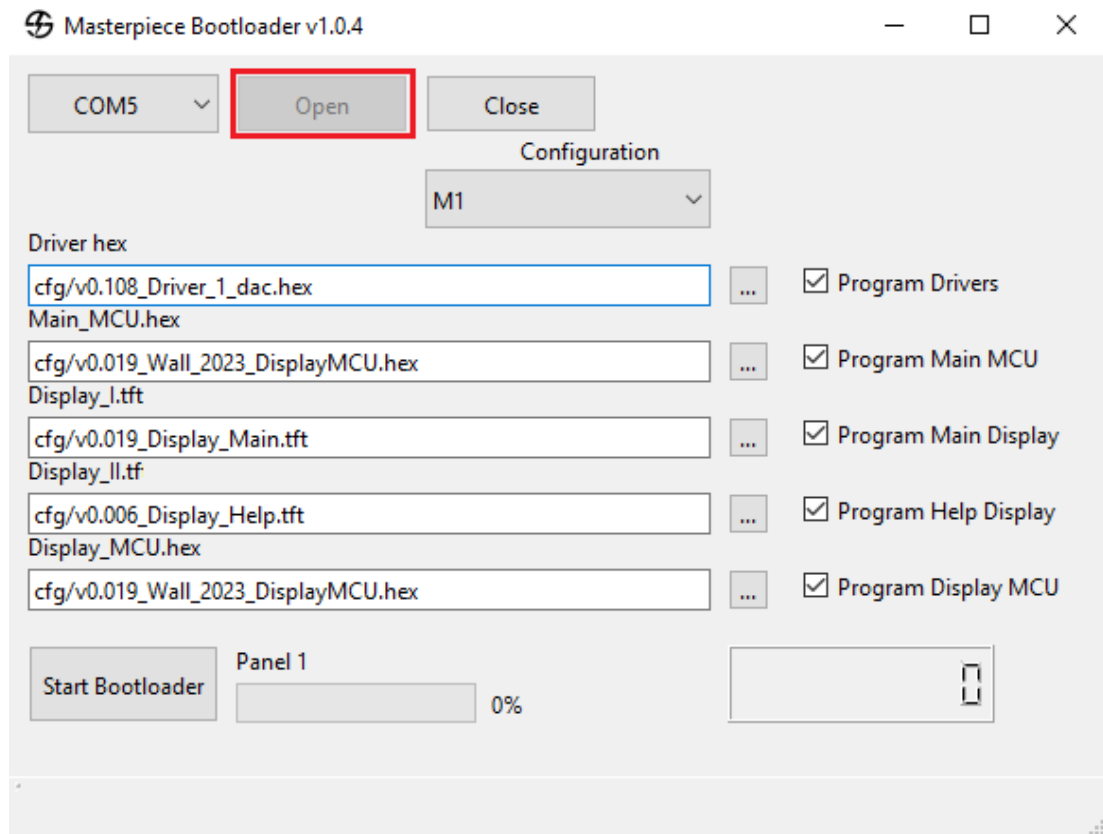 Masterpiece Bootloader v1.0.4
COM5 Open Close
Configuration
M1
Driver hex
cfg/v0.108_Driver_1_dac.hex ... Program Drivers
Main_MCU.hex
cfg/v0.019_Wall_2023_DisplayMCU.hex ... Program Main MCU
Display_I.tft
cfg/v0.019_Display_Main.tft ... Program Main Display
Display_II.tf
cfg/v0.006_Display_Help.tft ... Program Help Display
Display_MCU.hex
cfg/v0.019_Wall_2023_DisplayMCU.hex ... Program Display MCU
Panel 1
Start Bootloader 0% 0